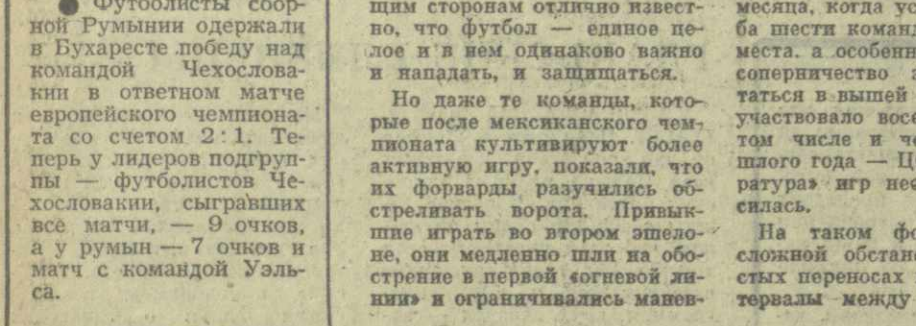 ● Футболисты сбор-
ной Румынии одержали
в Бухаресте победу над
командой Чехослова-
кии в ответном матче
европейского чемпиона-
та со счетом 2:1. Те-
перь у лидеров подгруп-
пы — футболистов Че-
хословакии, сыгравших
все матчи, — 9 очков,
а у румын — 7 очков и
матч с командой Уэль-
са.
щим сторонам отлично извест-
но, что футбол — единое це-
лое и в нем одинаково важно
и нападать, и защищаться.
Но даже те команды, кото-
рые после мексиканского чем-
пионата культивируют более
активную игру, показали, что
их форварды разучились об-
стреливать ворота. Привык-
шие играть во втором эшело-
не, они медленно шли на обо-
стрение в первой «огневой ли-
нии» и ограничивались манев-
месяца, когда
ба шести
места, а
соперничество
таться в высшей
участвовало
том числе и
шлого года — Ц
ратура» игр
силась.
На таком
сложной
стых переносах
тервалы между